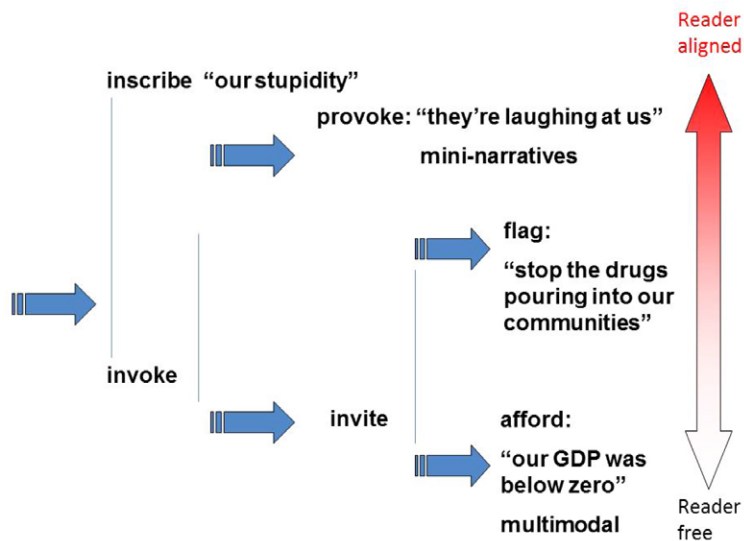 Reader
aligned
inscribe “our stupidity”
provoke: “they’re laughing at us”
mini-narratives
flag:
“stop the drugs
pouring into our
communities”
invoke
invite
afford:
“our GDP was
below zero”
multimodal
Reader
free